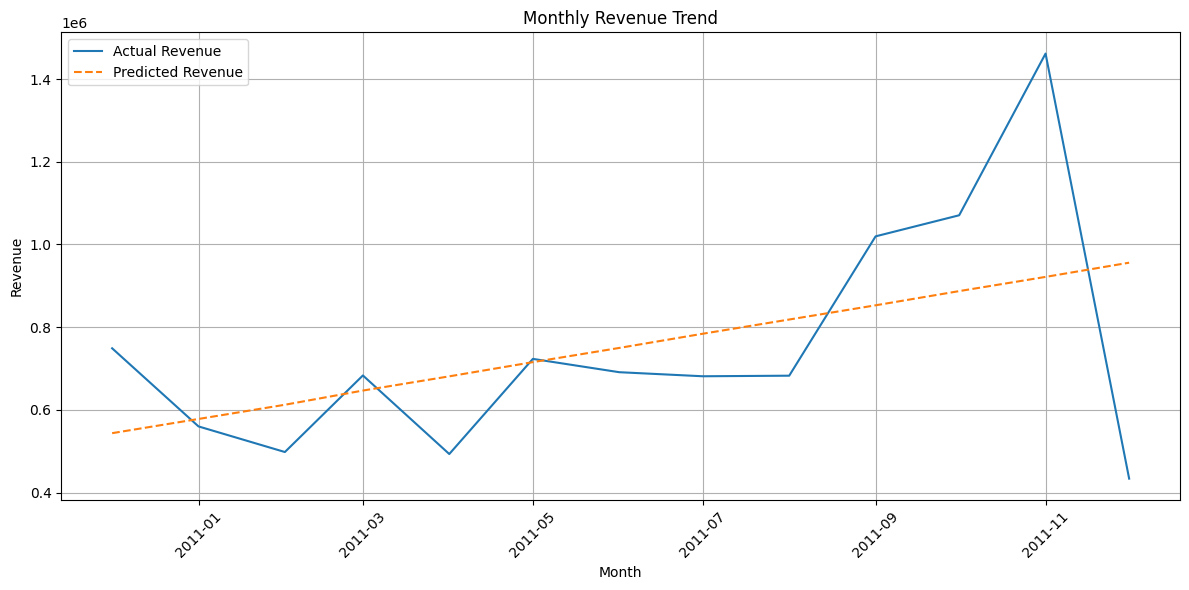 Monthly Revenue Trend
1e6
Actual Revenue
Predicted Revenue
1.4
1.2
1.0
0.8
0.6
0.4
Revenue
2011-01
2011-03
2011-05
2011-07
2011-09
2011-11
Month